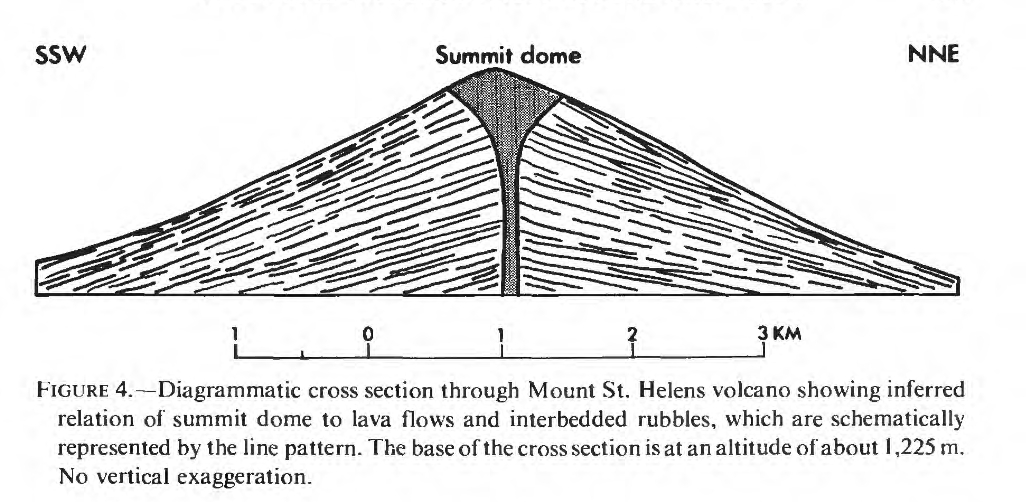 SSW Summit dome NNE
1 0 1 2 3 KM
FIGURE 4.—Diagrammatic cross section through Mount St. Helens volcano showing inferred
relation of summit dome to lava flows and interbedded rubbles, which are schematically
represented by the line pattern. The base of the cross section is at an altitude of about 1,225 m.
No vertical exaggeration.